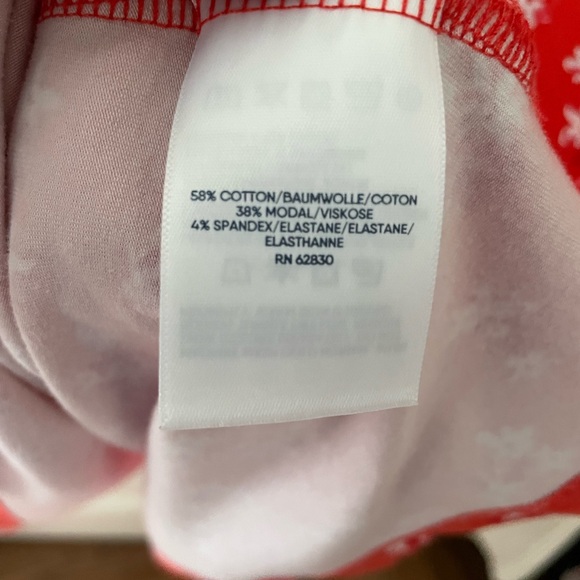 58% COTTON/BAUMWOLLE/COTON
38% MODAL/VISKOSE
4% SPANDEX/ELASTANE/ELASTANE/
ELASTHANNE
RN 62830